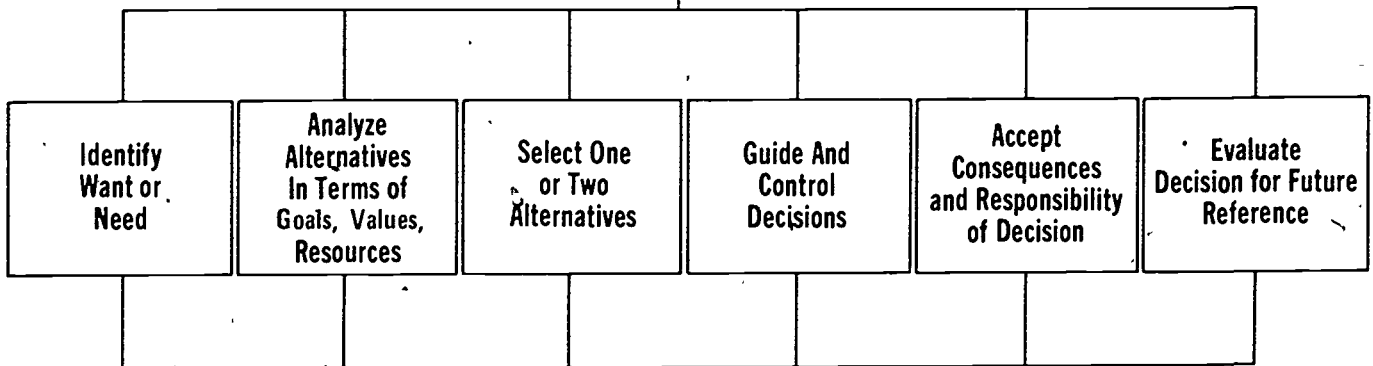 Identify
Want or
Need
Analyze
Alternatives
In Terms of
Goals, Values,
Resources
Select One
or Two
Alternatives
Guide And
Control
Decisions
Accept
Consequences
and Responsibility
of Decision
Evaluate
Decision for Future
Reference